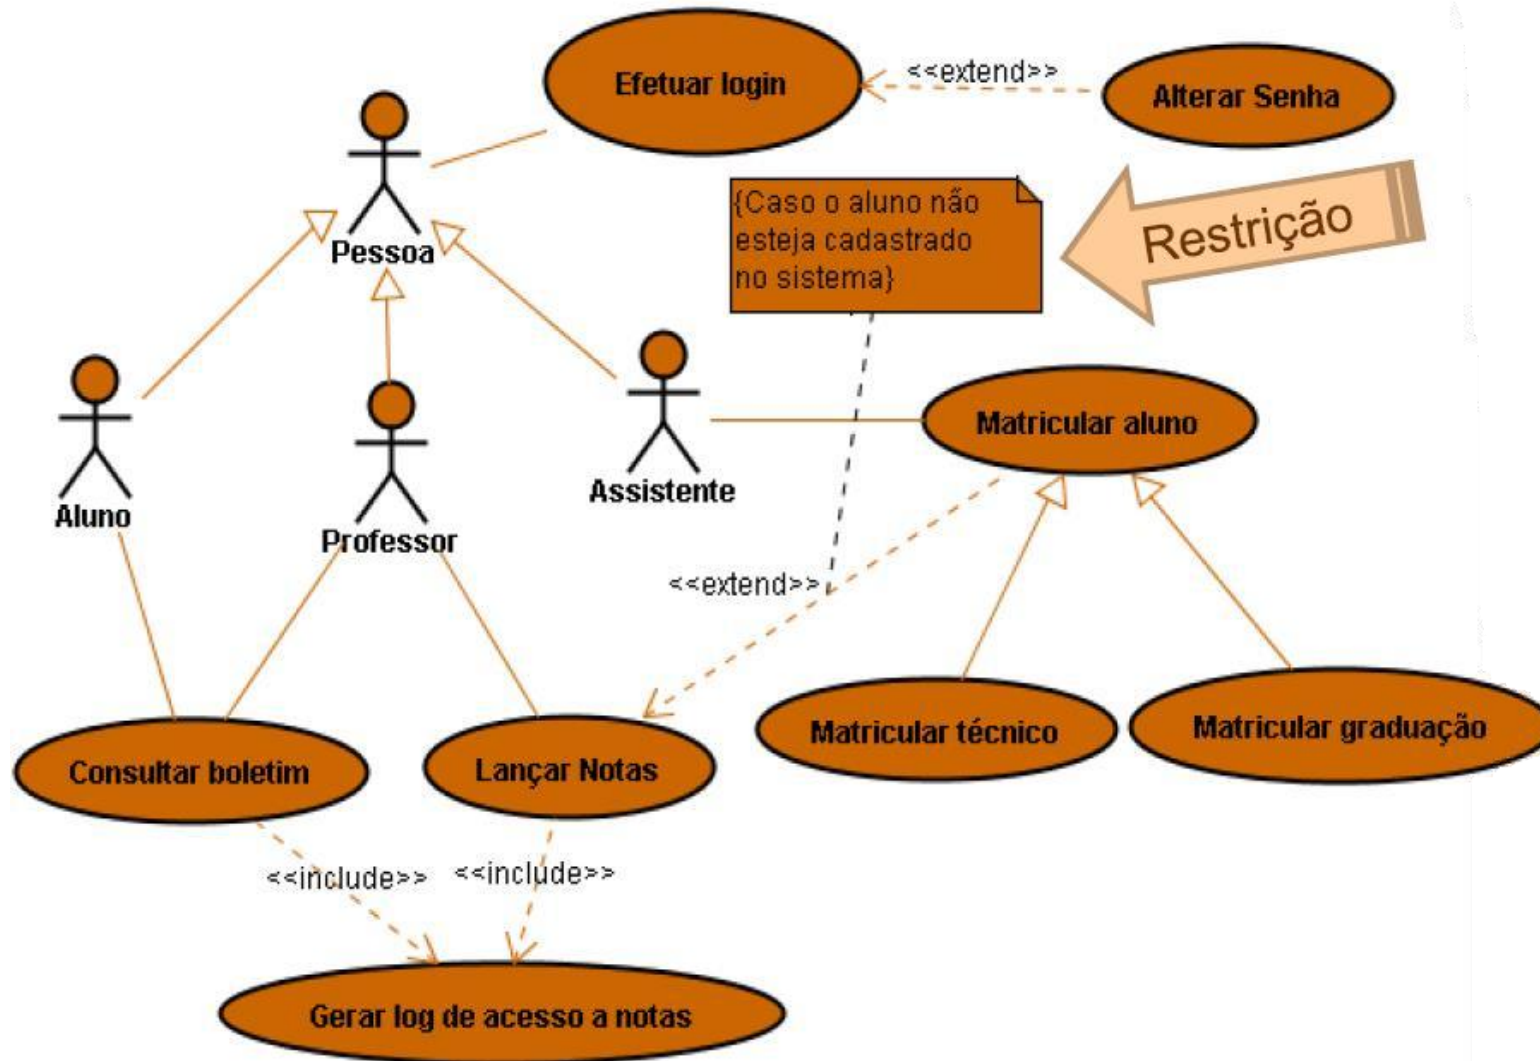 Efetuar login
<<extend>>
Alterar Senha
{Caso o aluno não
esteja cadastrado
no sistema}
Restrição
Pessoa
Matricular aluno
Assistente
Aluno
Professor
<<extend>>
Matricular técnico
Matricular graduação
Consultar boletim
Lançar Notas
<<include>>
<<include>>
Gerar log de acesso a notas